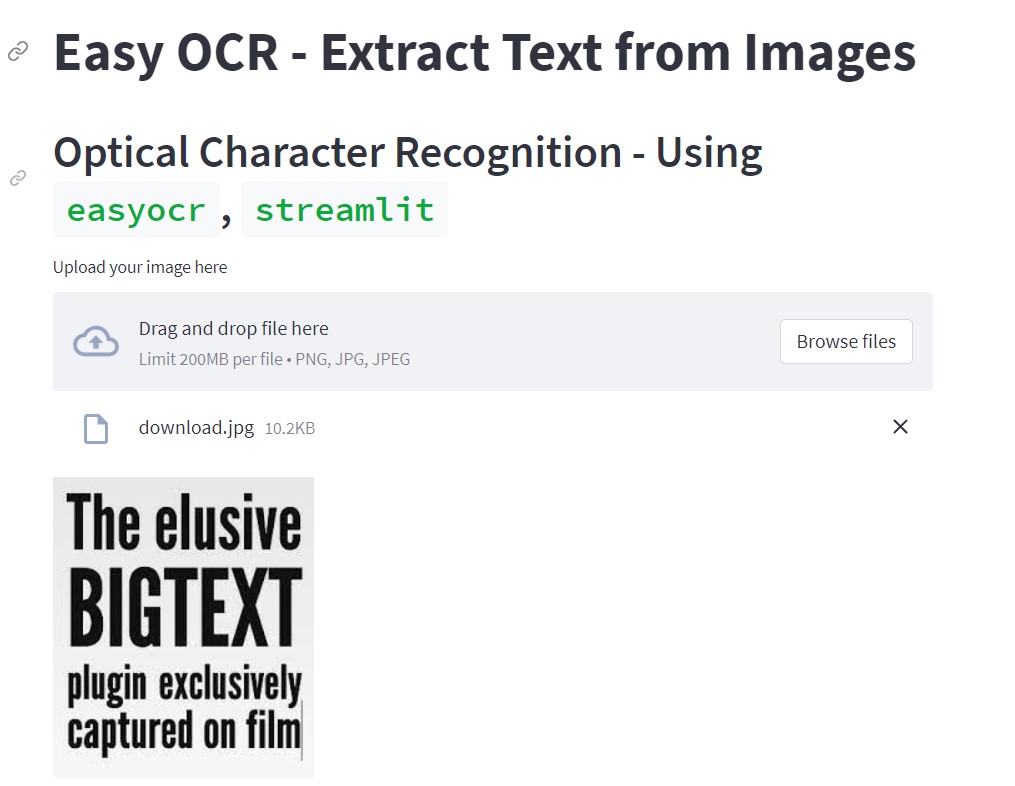 Easy OCR - Extract Text from Images
Optical Character Recognition - Using
easyocr, streamlit
Upload your image here
Drag and drop file here
Limit 200MB per file • PNG, JPG, JPEG
Browse files
download.jpg 10.2KB
The elusive
BIGTEXT
plugin exclusively
captured on film